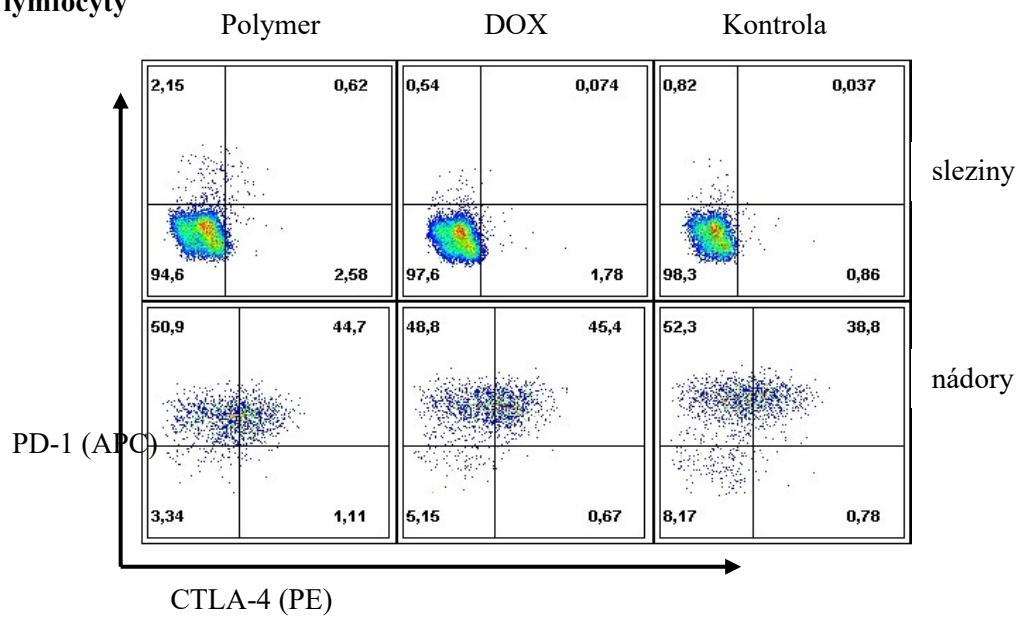 lymfocyty
Polymer DOX Kontrola
2,15 0,62 0,54 0,074 0,82 0,037
sleziny
94,6 2,58 97,6 1,78 98,3 0,86
50,9 44,7 48,8 45,4 52,3 38,8
nádory
PD-1 (APC)
3,34 1,11 5,15 0,67 8,17 0,78
CTLA-4 (PE)